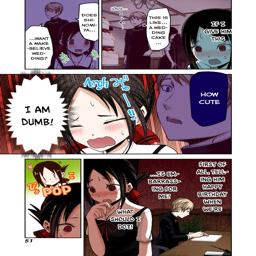 IF I
GIVE HIM
THIS
THIS IS
LIKE...
A WED-
DING
CAKE
DOES
SHI-
NOMI-
YA...
...WANT A
MAKE-
BELIEVE
WED-
DING?
HOW
CUTE
I AM
DUMB!
FIRST OF
ALL, TELL-
ING HIM
HAPPY
BIRTHDAY
WHEN
WE'RE
...IS EM-
BARRASS-
ING FOR
ME!
WHAT
SHOULD I
DO?!
POP
51